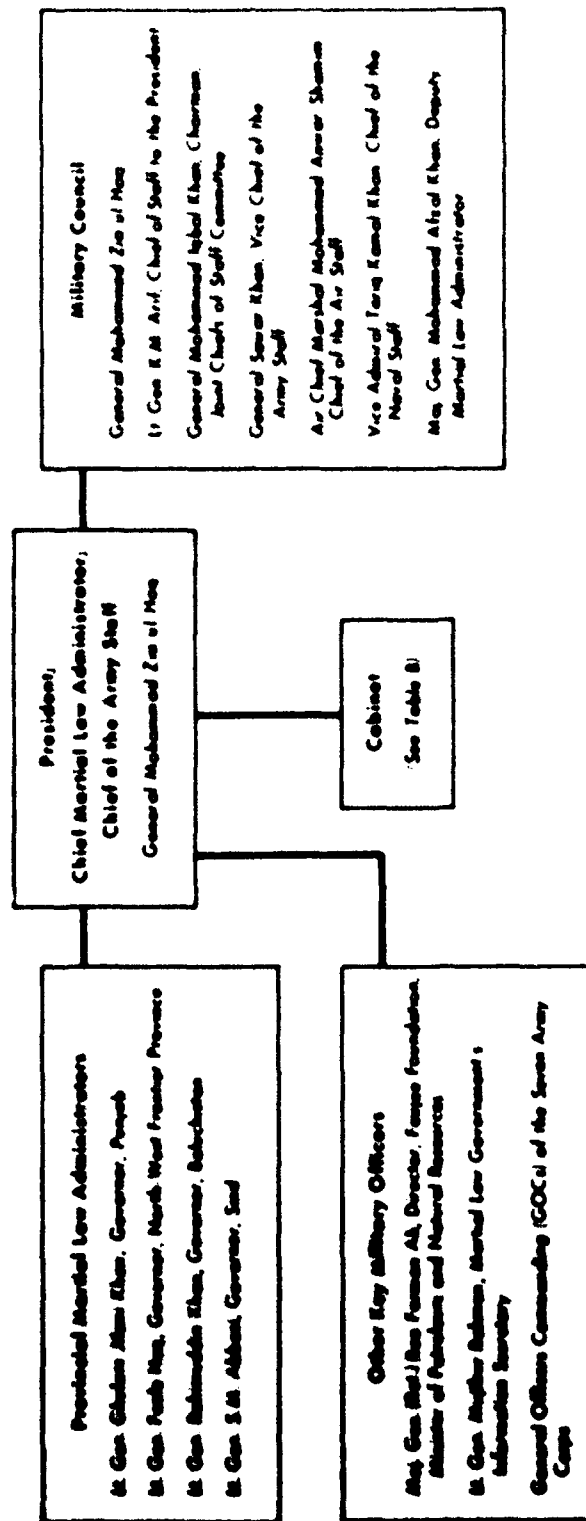 Provincial Martial Law Administrators
Lt Gen Ghulam Jilani Khan, Governor, Punjab
Lt Gen Fazle Haq, Governor, North-West Frontier Province
Lt Gen Rahimuddin Khan, Governor, Baluchistan
Lt Gen S.M. Abbasi, Governor, Sind
Other Key Military Officers
Maj Gen (Ret.) Rao Farman Ali, Director, Foundation,
Minister of Petroleum and Natural Resources
Lt Gen Mujibur Rahman, Martial Law Government's
Information Secretary
General Officers Commanding (GOCs) of the Seven Army
Corps
President;
Chief Martial Law Administrator;
Chief of the Army Staff
General Mohammed Zia ul Haq
Cabinet
(See Table B)
Military Council
General Mohammed Zia ul Haq
Lt Gen K M Arif, Chief of Staff to the President
General Mohammed Iqbal Khan, Chairman,
Joint Chiefs of Staff Committee
General Sawar Khan, Vice Chief of the
Army Staff
Air Chief Marshal Mohammed Anwar Shamim
Chief of the Air Staff
Vice Admiral Tariq Kamal Khan, Chief of the
Naval Staff
Maj Gen Mohammed Afzal Khan, Deputy
Martial Law Administrator